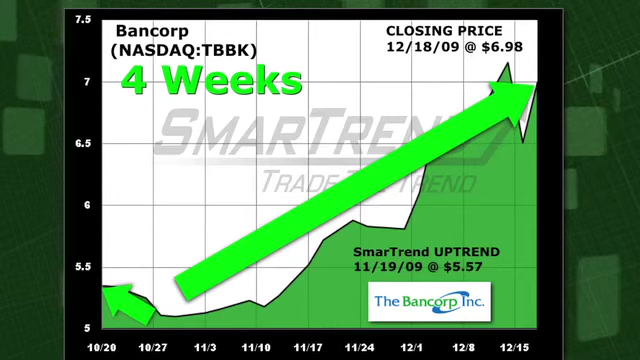 7.5
Bancorp
(NASDAQ:TBBK)
4 Weeks
CLOSING PRICE
12/18/09 @ $6.98
7
SMARTREND
6.5
TRADE THE TREND
6
SmarTrend UPTREND
11/19/09 @ $5.57
5.5
The Bancorp Inc.
5
10/20 10/27 11/3 11/10 11/17 11/24 12/1 12/8 12/15